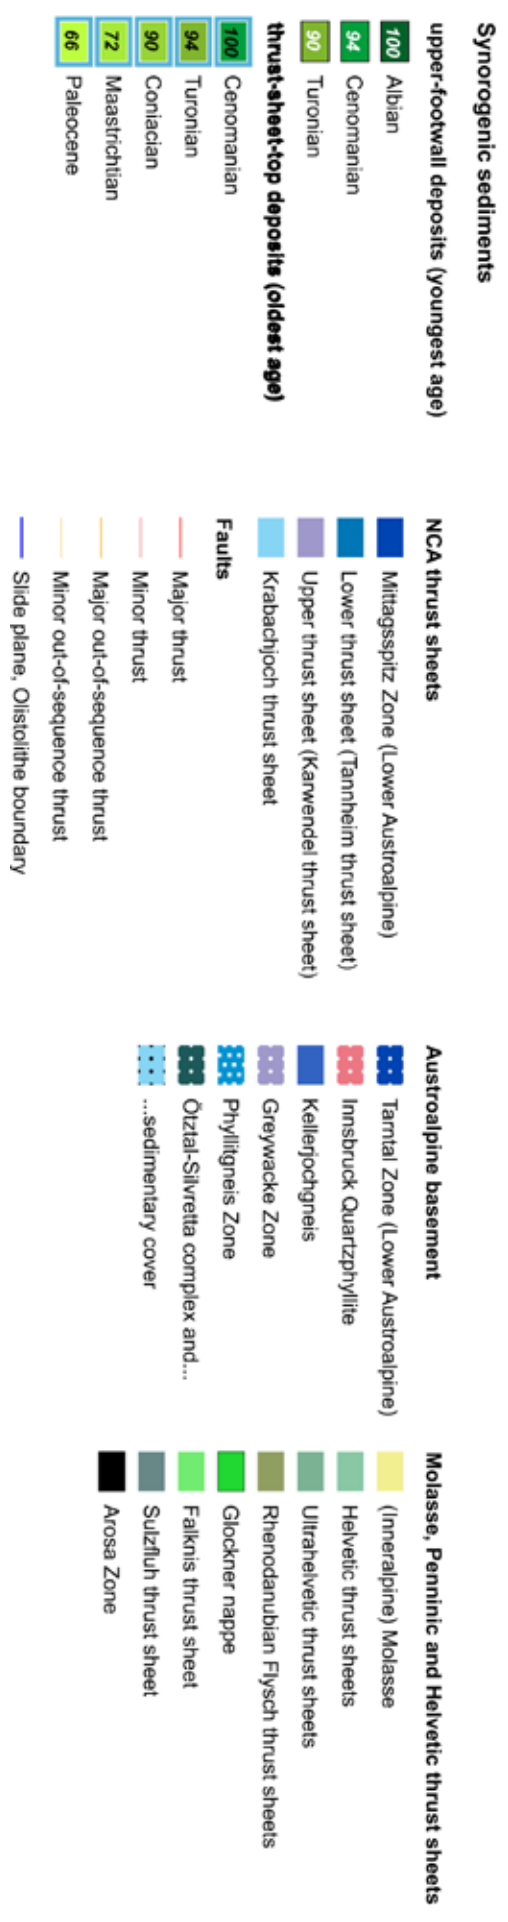 Synorogenic sediments
upper-footwall deposits (youngest age)
100 Albian
94 Cenomanian
90 Turonian
thrust-sheet-top deposits (oldest age)
100 Cenomanian
94 Turonian
90 Coniacian
72 Maastrichtian
66 Paleocene
NCA thrust sheets
Mittagsspitz Zone (Lower Austroalpine)
Lower thrust sheet (Tannheim thrust sheet)
Upper thrust sheet (Karwendel thrust sheet)
Krabachjoch thrust sheet
Faults
Major thrust
Minor thrust
Major out-of-sequence thrust
Minor out-of-sequence thrust
Slide plane, Olistolithe boundary
Austroalpine basement
Tarntal Zone (Lower Austroalpine)
Innsbruck Quartzphyllite
Kellerjochgneis
Greywacke Zone
Phyllitgneis Zone
Ötztal-Silvretta complex and...
...sedimentary cover
Molasse, Penninic and Helvetic thrust sheets
(Inneralpine) Molasse
Helvetic thrust sheets
Ultrahelvetic thrust sheets
Rhenodanubian Flysch thrust sheets
Glockner nappe
Falknis thrust sheet
Sulzfluh thrust sheet
Arosa Zone